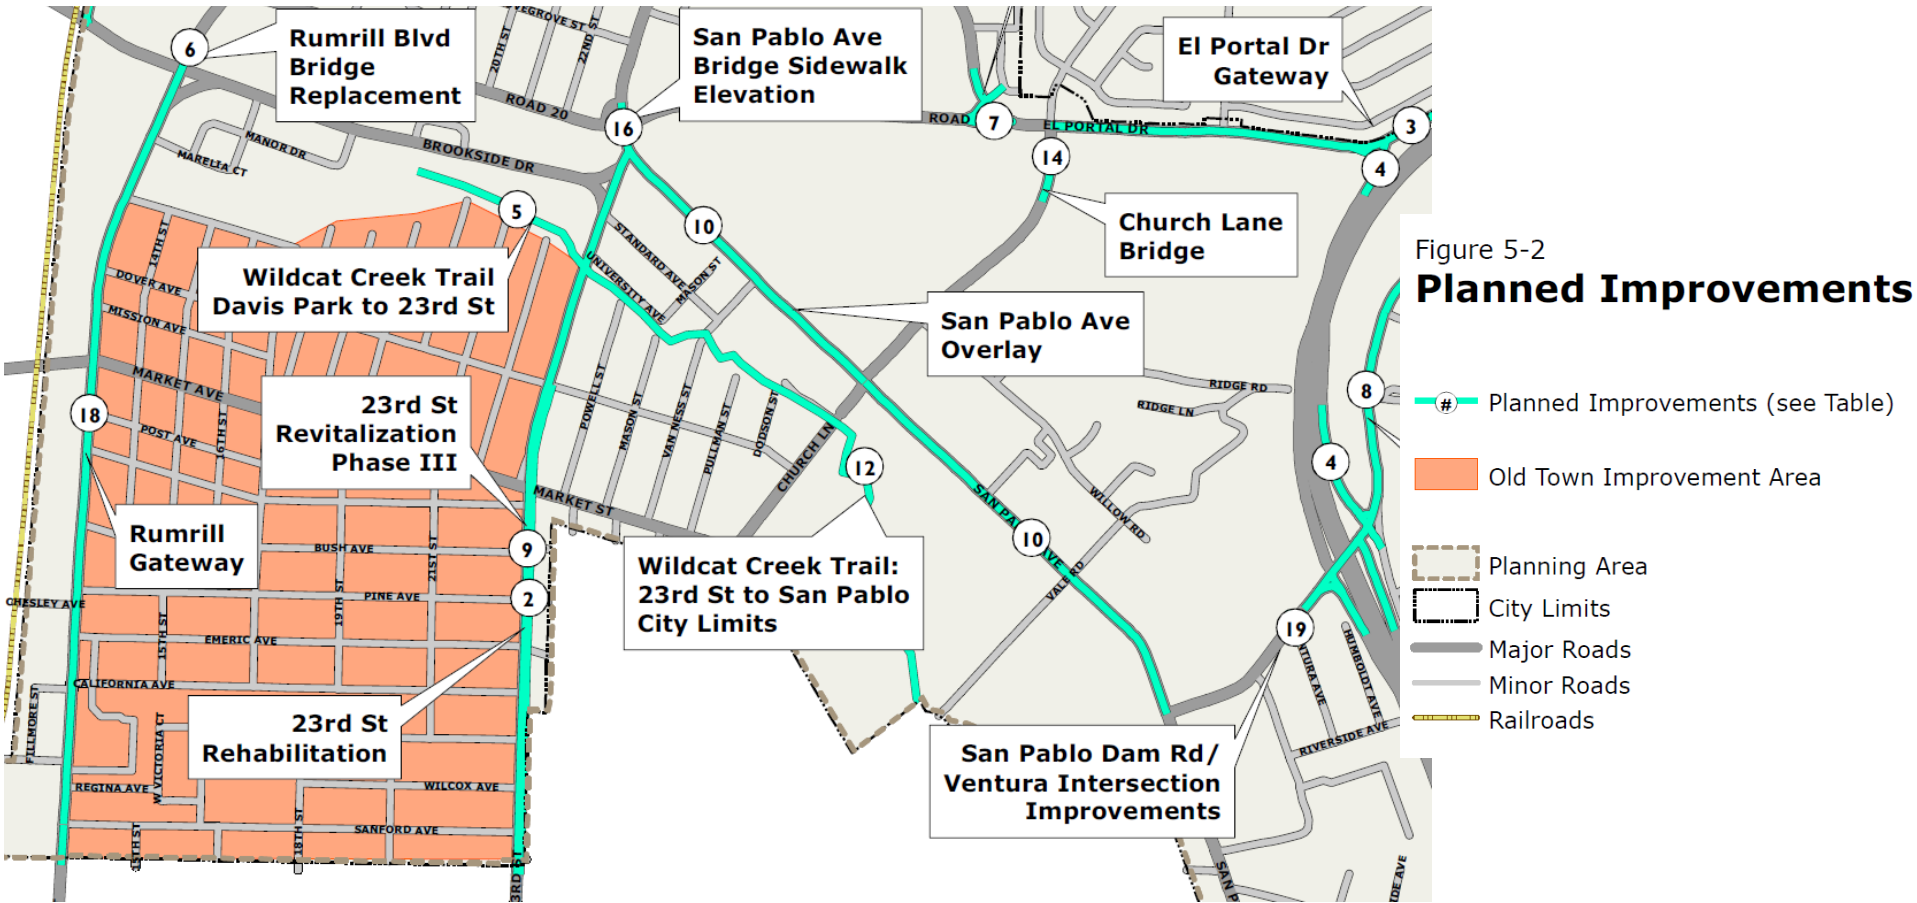 6
Rumrill Blvd
Bridge
Replacement
20TH ST
22ND ST
San Pablo Ave
Bridge Sidewalk
Elevation
El Portal Dr
Gateway
ROAD 20
16
ROAD
7
EL PORTAL DR
3
4
14
MANOR DR
MARELIA CT
BROOKSIDE DR
5
10
Church Lane
Bridge
14TH ST
DOVER AVE
MISSION AVE
Wildcat Creek Trail
Davis Park to 23rd St
STANDARD AVE
UNIVERSITY AVE
MASON ST
San Pablo Ave
Overlay
MARKET AVE
18
POST AVE
16TH ST
23rd St
Revitalization
Phase III
POWELL ST
MASON ST
VAN NESS ST
PULLMAN ST
DODSON ST
CHURCH LN
RIDGE RD
RIDGE LN
8
4
12
MARKET ST
Rumrill
Gateway
BUSH AVE
21ST ST
9
10
WILLOW RD
VALE RD
Wildcat Creek Trail:
23rd St to San Pablo
City Limits
CHESLEY AVE
PINE AVE
2
19TH ST
15TH ST
EMERIC AVE
CALIFORNIA AVE
FILLMORE ST
W VICTORIA CT
23rd St
Rehabilitation
19
HUMBOLDT AVE
RIVERSIDE AVE
San Pablo Dam Rd/
Ventura Intersection
Improvements
REGINA AVE
WILCOX AVE
SANFORD AVE
15TH ST
18TH ST
Figure 5-2
Planned Improvements
# Planned Improvements (see Table)
Old Town Improvement Area
Planning Area
City Limits
Major Roads
Minor Roads
Railroads